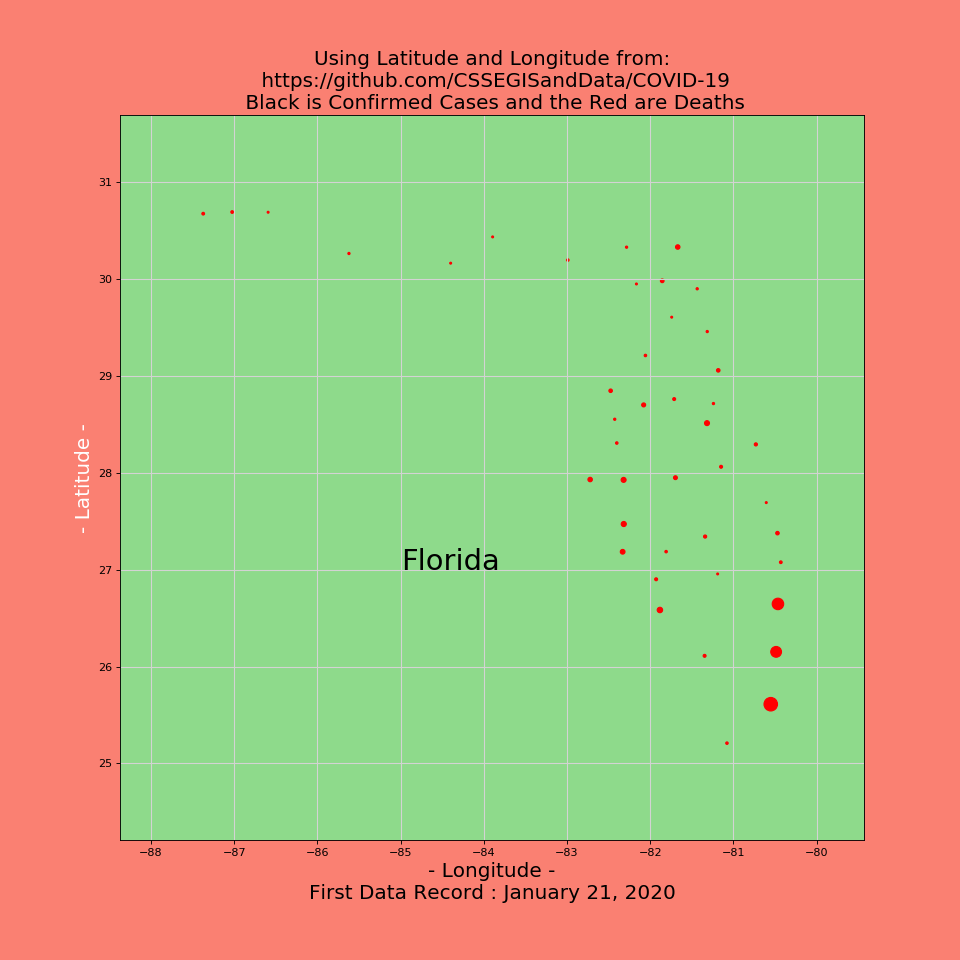 Using Latitude and Longitude from:
https://github.com/CSSEGISandData/COVID-19
Black is Confirmed Cases and the Red are Deaths
31
30
29
28
27
26
25
- Latitude -
Florida
−88 −87 −86 −85 −84 −83 −82 −81 −80
- Longitude -
First Data Record : January 21, 2020